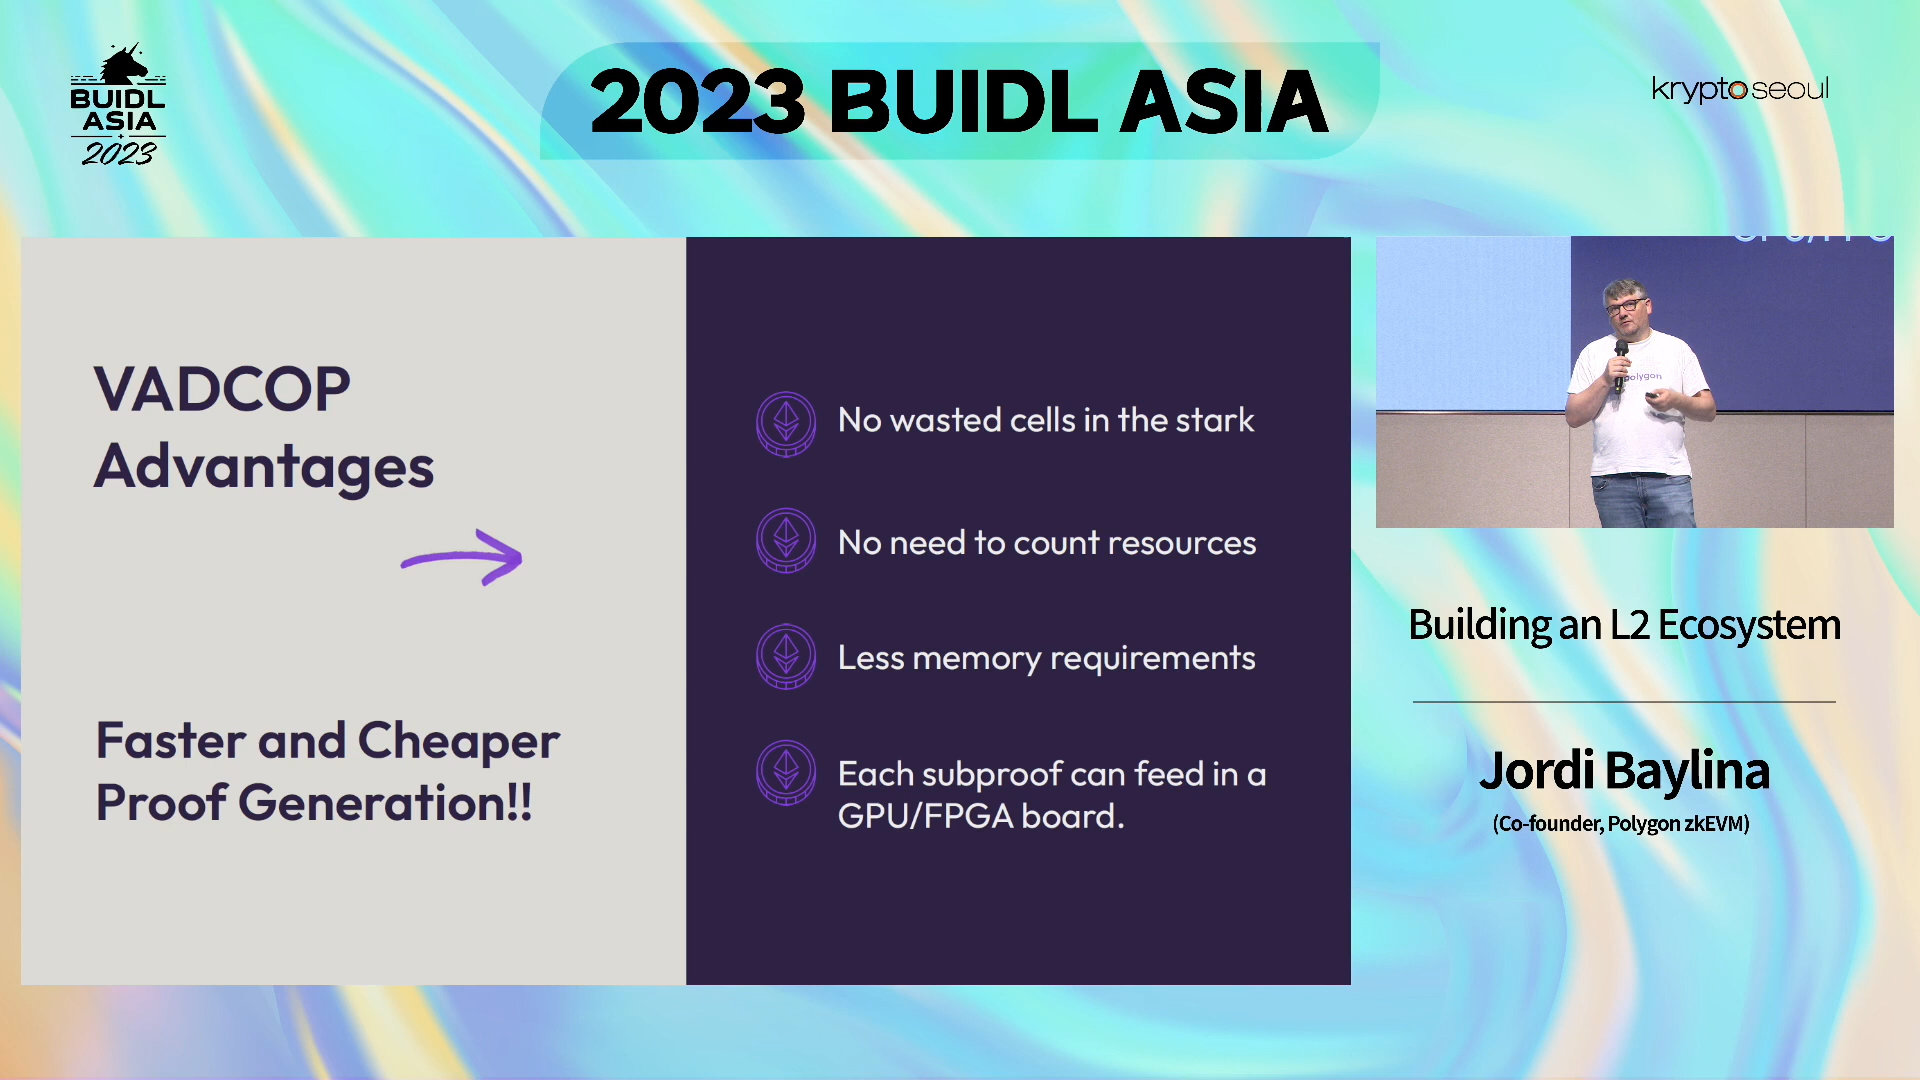 BUIDL
ASIA
2023
2023 BUIDL ASIA
kryptoseoul
VADCOP
Advantages
Faster and Cheaper
Proof Generation!!
No wasted cells in the stark
No need to count resources
Less memory requirements
Each subproof can feed in a
GPU/FPGA board.
polygon
Building an L2 Ecosystem
Jordi Baylina
(Co-founder, Polygon zkEVM)